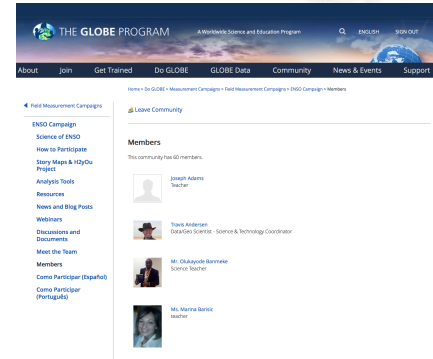 THE GLOBE PROGRAM
A Worldwide Science and Education Program
ENGLISH
SIGN OUT
About
Join
Get Trained
Do GLOBE
GLOBE Data
Community
News & Events
Support
Home > Do GLOBE > Measurement Campaigns > Field Measurement Campaigns > ENSO Campaign > Members
Field Measurement Campaigns
ENSO Campaign
Science of ENSO
How to Participate
Story Maps & H2yOu
Project
Analysis Tools
Resources
News and Blog Posts
Webinars
Discussions and
Documents
Meet the Team
Members
Como Participar (Español)
Como Participar
(Português)
Leave Community
Members
This community has 60 members.
Joseph Adams
Teacher
Travis Andersen
Data/Geo Scientist - Science & Technology Coordinator
Mr. Olukayode Banmeke
Science Teacher
Ms. Marina Barisic
teacher